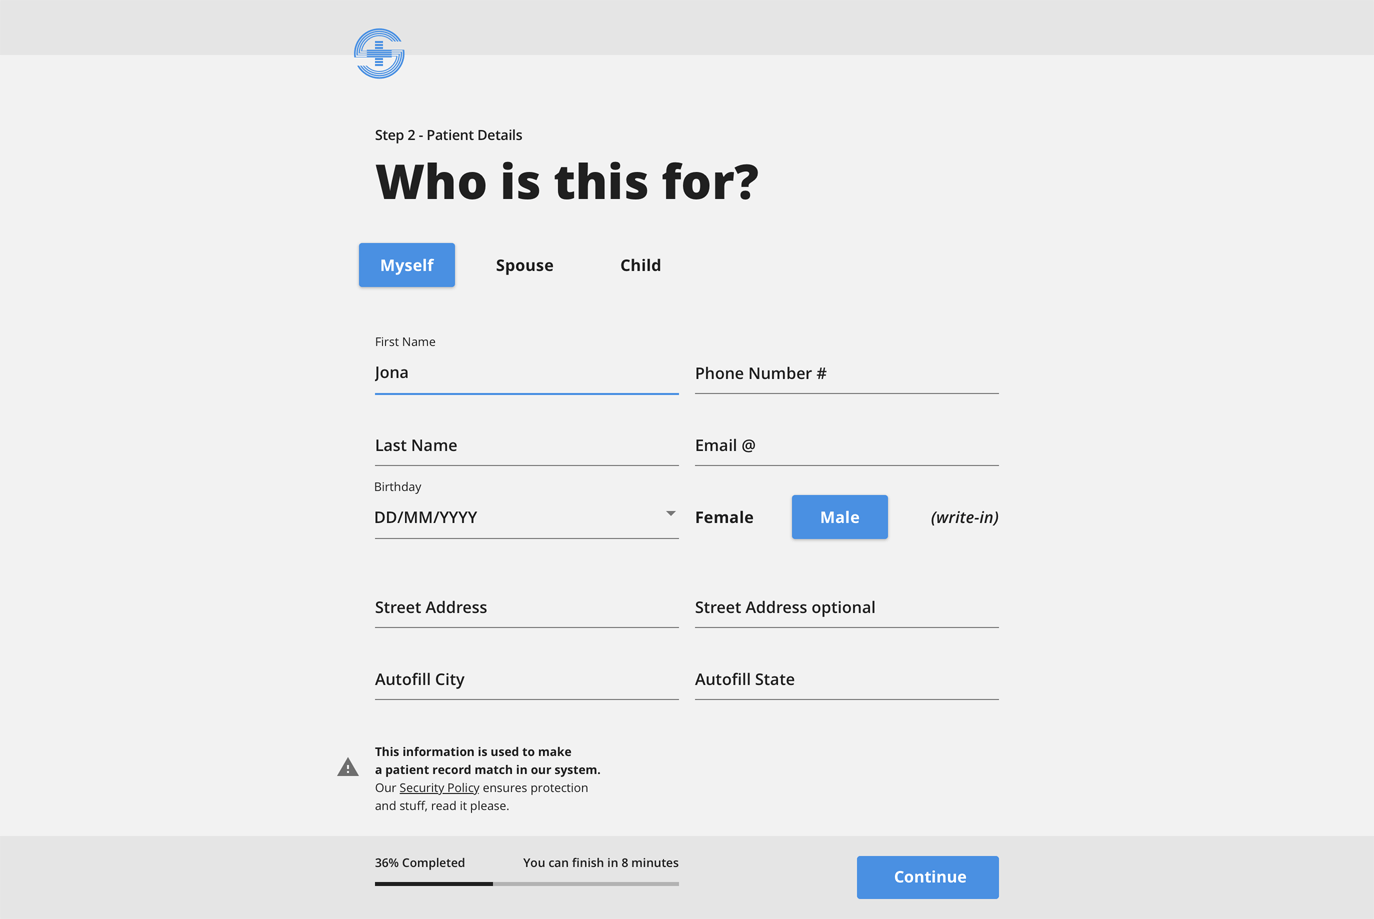 Step 2 - Patient Details
Who is this for?
Myself
Spouse
Child
First Name
Jona
Phone Number #
Last Name
Email @
Birthday
DD/MM/YYYY
Female
Male
(write-in)
Street Address
Street Address optional
Autofill City
Autofill State
This information is used to make
a patient record match in our system.
Our Security Policy ensures protection
and stuff, read it please.
36% Completed
You can finish in 8 minutes
Continue